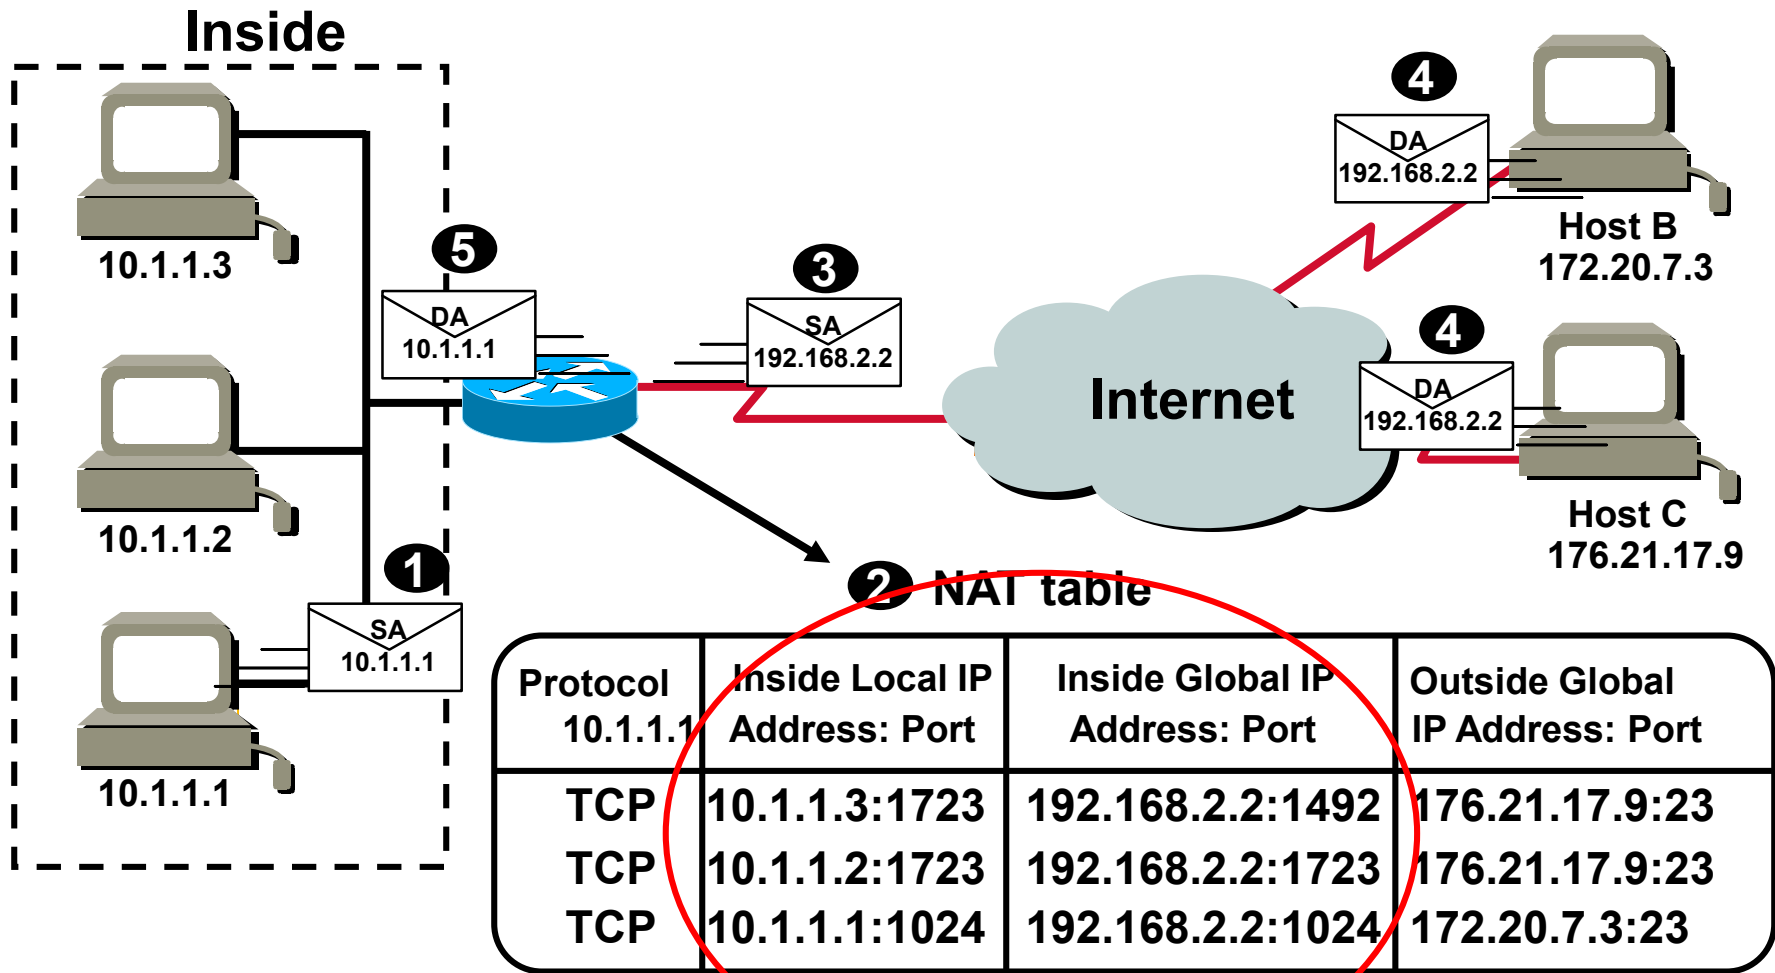 Inside
4
DA
192.168.2.2
Host B
172.20.7.3
10.1.1.3
5
DA
10.1.1.1
3
SA
192.168.2.2
Internet
4
DA
192.168.2.2
Host C
176.21.17.9
10.1.1.2
1
SA
10.1.1.1
10.1.1.1
2 NAT table
Protocol
10.1.1.1
Inside Local IP
Address: Port
Inside Global IP
Address: Port
Outside Global
IP Address: Port
TCP 10.1.1.3:1723 192.168.2.2:1492 176.21.17.9:23
TCP 10.1.1.2:1723 192.168.2.2:1723 176.21.17.9:23
TCP 10.1.1.1:1024 192.168.2.2:1024 172.20.7.3:23